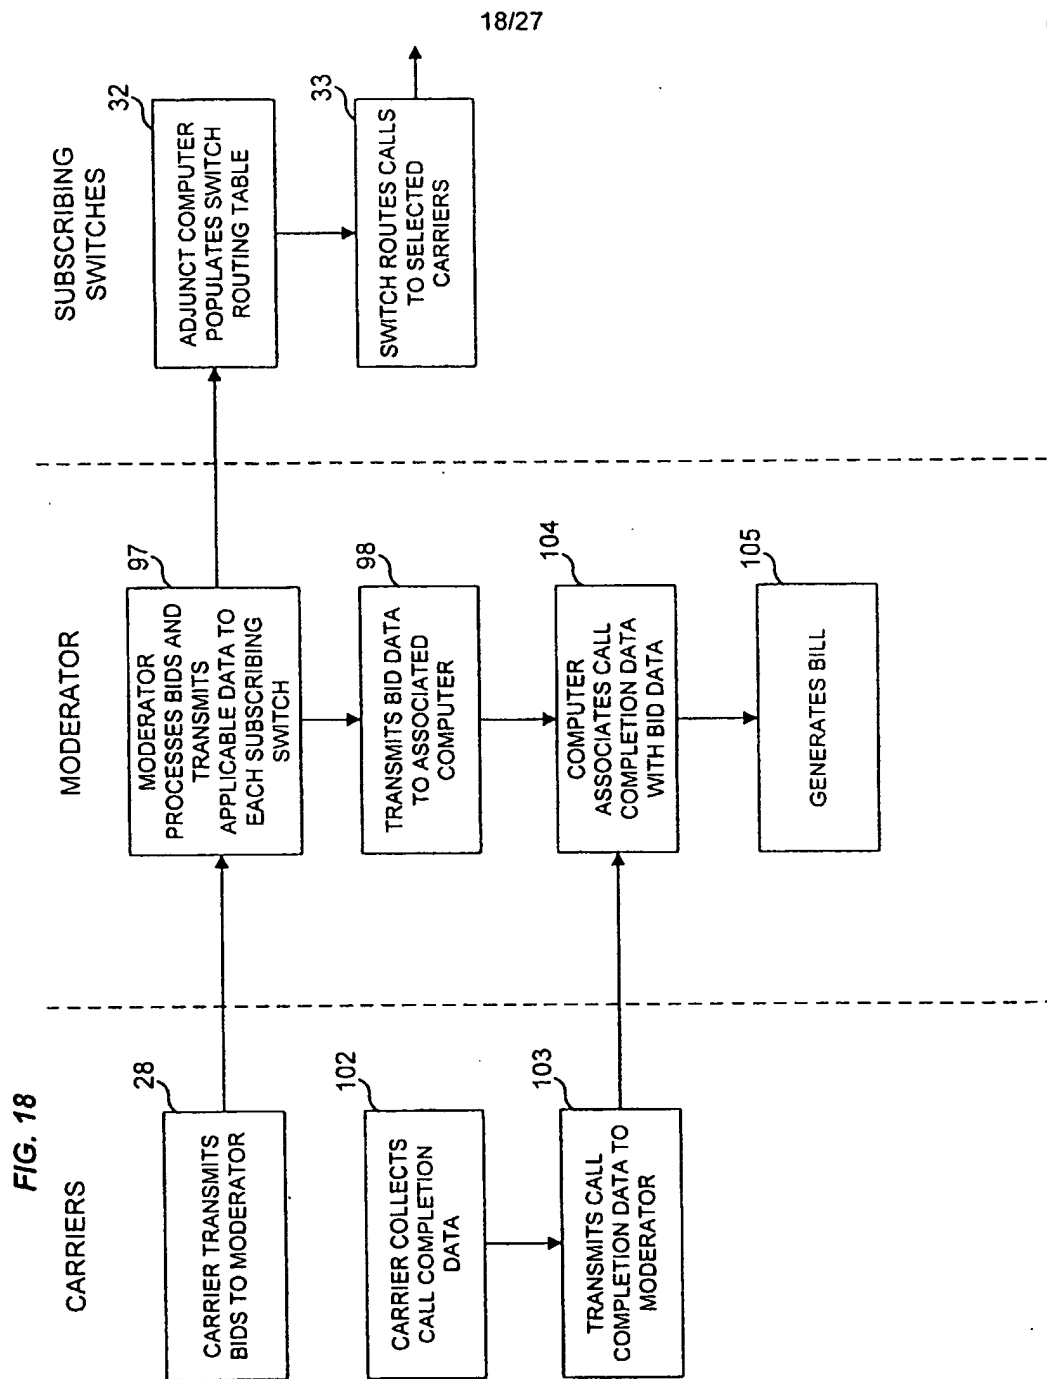 18/27
FIG. 18
CARRIERS
28
CARRIER TRANSMITS
BIDS TO MODERATOR
102
CARRIER COLLECTS
CALL COMPLETION
DATA
103
TRANSMITS CALL
COMPLETION DATA TO
MODERATOR
MODERATOR
97
MODERATOR
PROCESSES BIDS AND
TRANSMITS
APPLICABLE DATA TO
EACH SUBSCRIBING
SWITCH
98
TRANSMITS BID DATA
TO ASSOCIATED
COMPUTER
104
COMPUTER
ASSOCIATES CALL
COMPLETION DATA
WITH BID DATA
105
GENERATES BILL
SUBSCRIBING
SWITCHES
32
ADJUNCT COMPUTER
POPULATES SWITCH
ROUTING TABLE
33
SWITCH ROUTES CALLS
TO SELECTED
CARRIERS